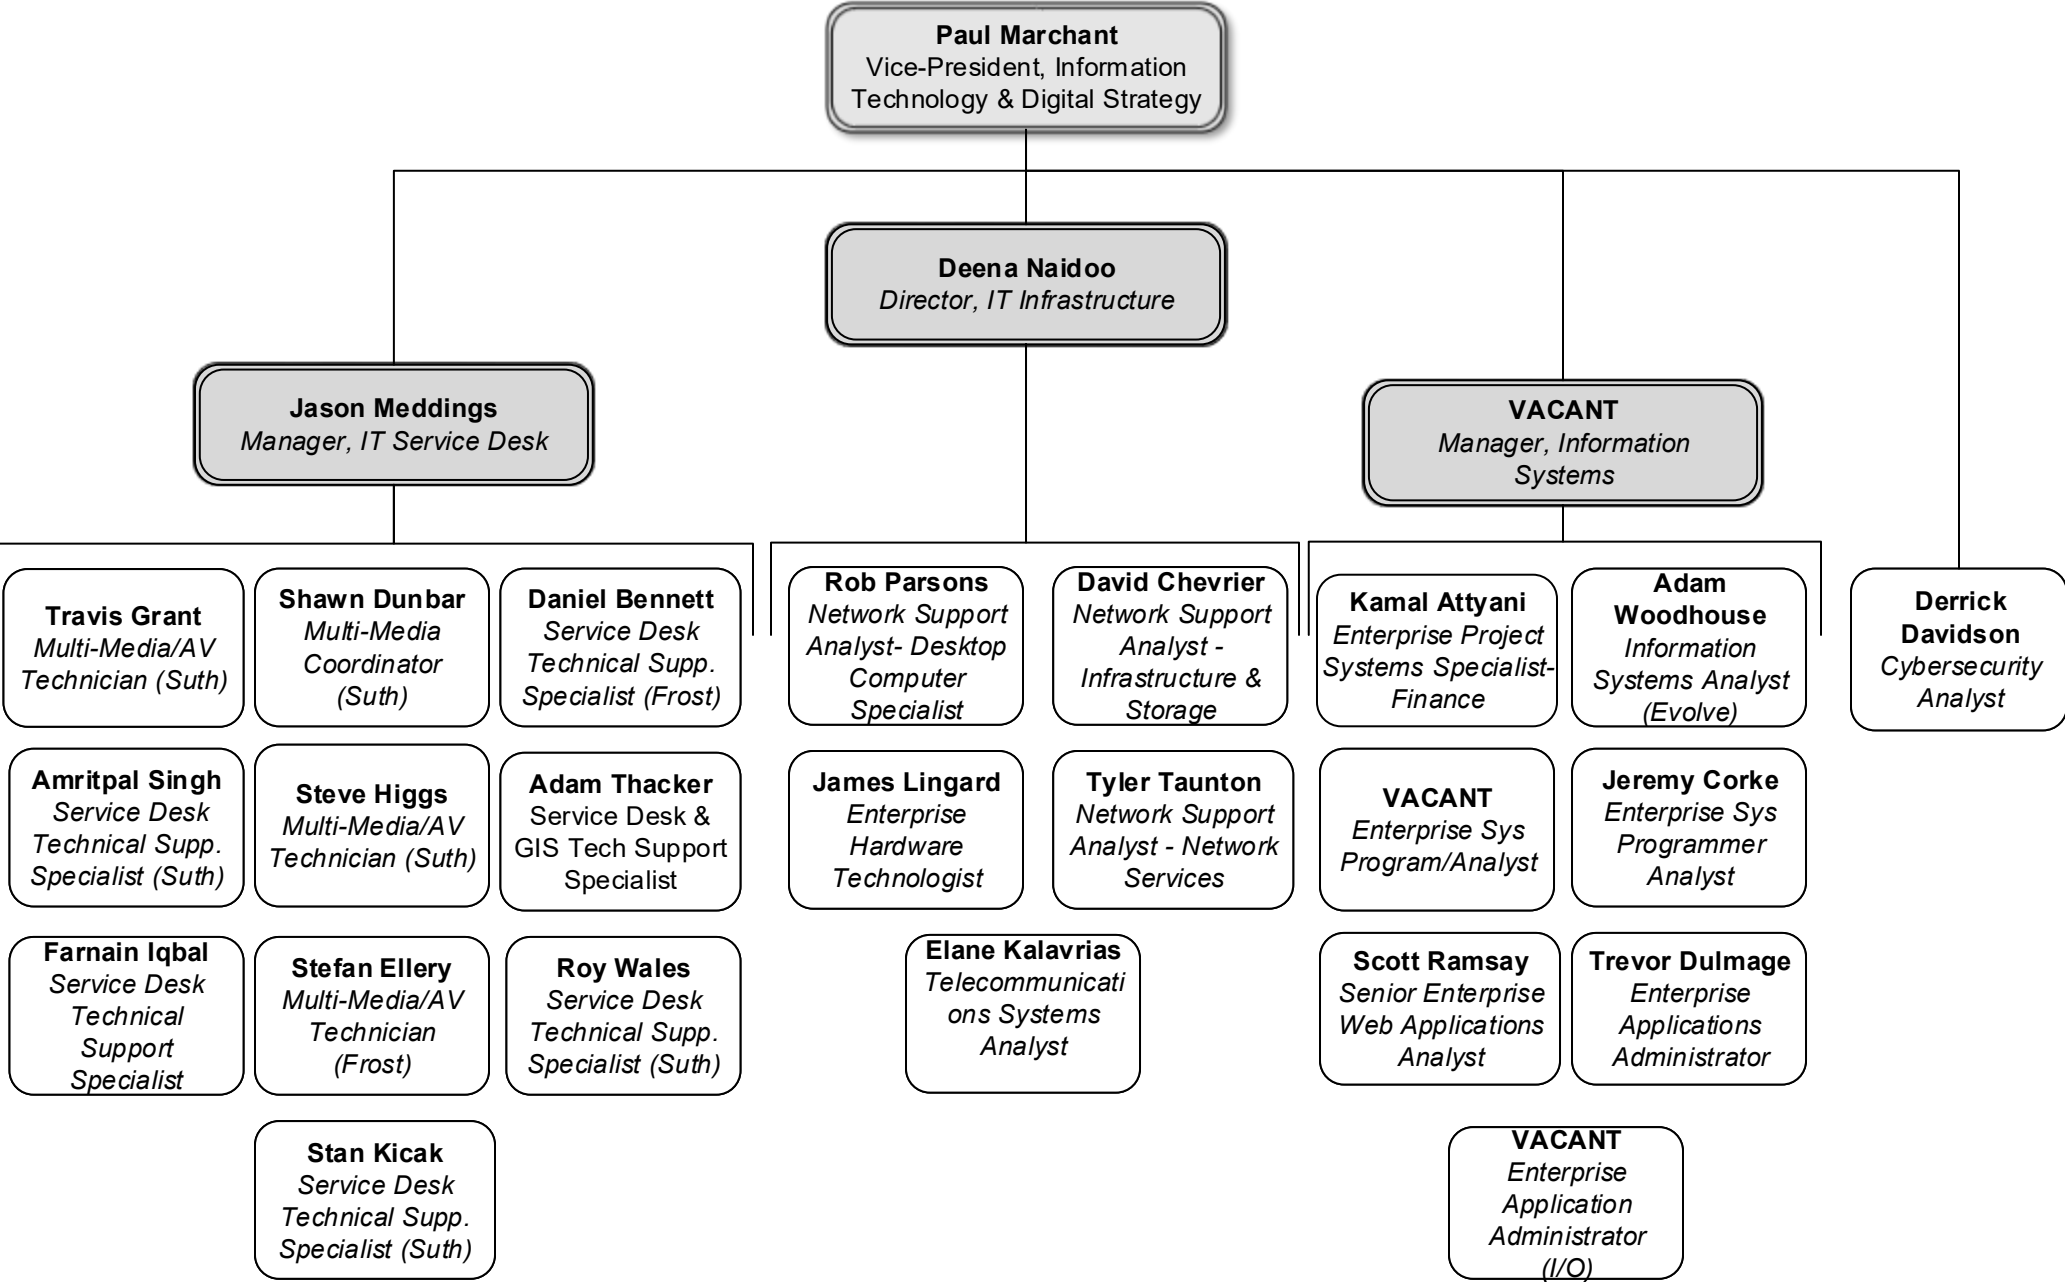 Paul Marchant
Vice-President, Information
Technology & Digital Strategy
Deena Naidoo
Director, IT Infrastructure
Jason Meddings
Manager, IT Service Desk
VACANT
Manager, Information
Systems
Travis Grant
Multi-Media/AV
Technician (Suth)
Shawn Dunbar
Multi-Media
Coordinator
(Suth)
Daniel Bennett
Service Desk
Technical Supp.
Specialist (Frost)
Rob Parsons
Network Support
Analyst- Desktop
Computer
Specialist
David Chevrier
Network Support
Analyst -
Infrastructure &
Storage
Kamal Attyani
Enterprise Project
Systems Specialist-
Finance
Adam
Woodhouse
Information
Systems Analyst
(Evolve)
Derrick
Davidson
Cybersecurity
Analyst
Amritpal Singh
Service Desk
Technical Supp.
Specialist (Suth)
Steve Higgs
Multi-Media/AV
Technician (Suth)
Adam Thacker
Service Desk &
GIS Tech Support
Specialist
James Lingard
Enterprise
Hardware
Technologist
Tyler Taunton
Network Support
Analyst - Network
Services
VACANT
Enterprise Sys
Program/Analyst
Jeremy Corke
Enterprise Sys
Programmer
Analyst
Farnain Iqbal
Service Desk
Technical
Support
Specialist
Stefan Ellery
Multi-Media/AV
Technician
(Frost)
Roy Wales
Service Desk
Technical Supp.
Specialist (Suth)
Elane Kalavrias
Telecommunicati
ons Systems
Analyst
Scott Ramsay
Senior Enterprise
Web Applications
Analyst
Trevor Dulmage
Enterprise
Applications
Administrator
Stan Kicak
Service Desk
Technical Supp.
Specialist (Suth)
VACANT
Enterprise
Application
Administrator
(I/O)